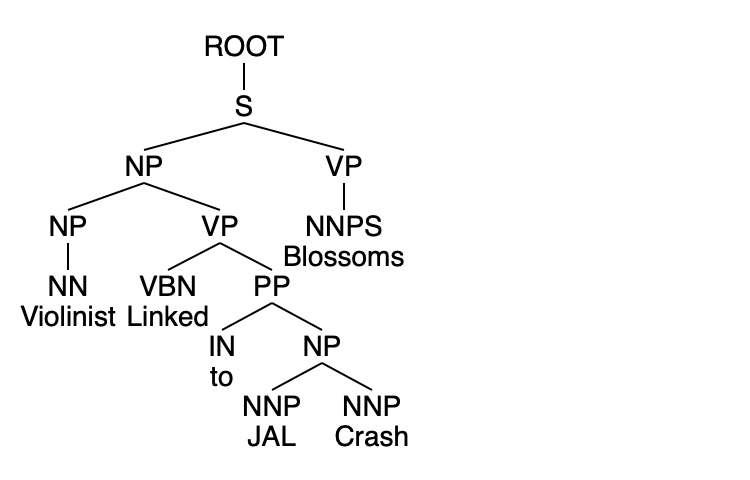 ROOT
S
NP VP
NP VP NNPS
Blossoms
NN VBN PP
Violinist Linked
IN NP
to
NNP NNP
JAL Crash